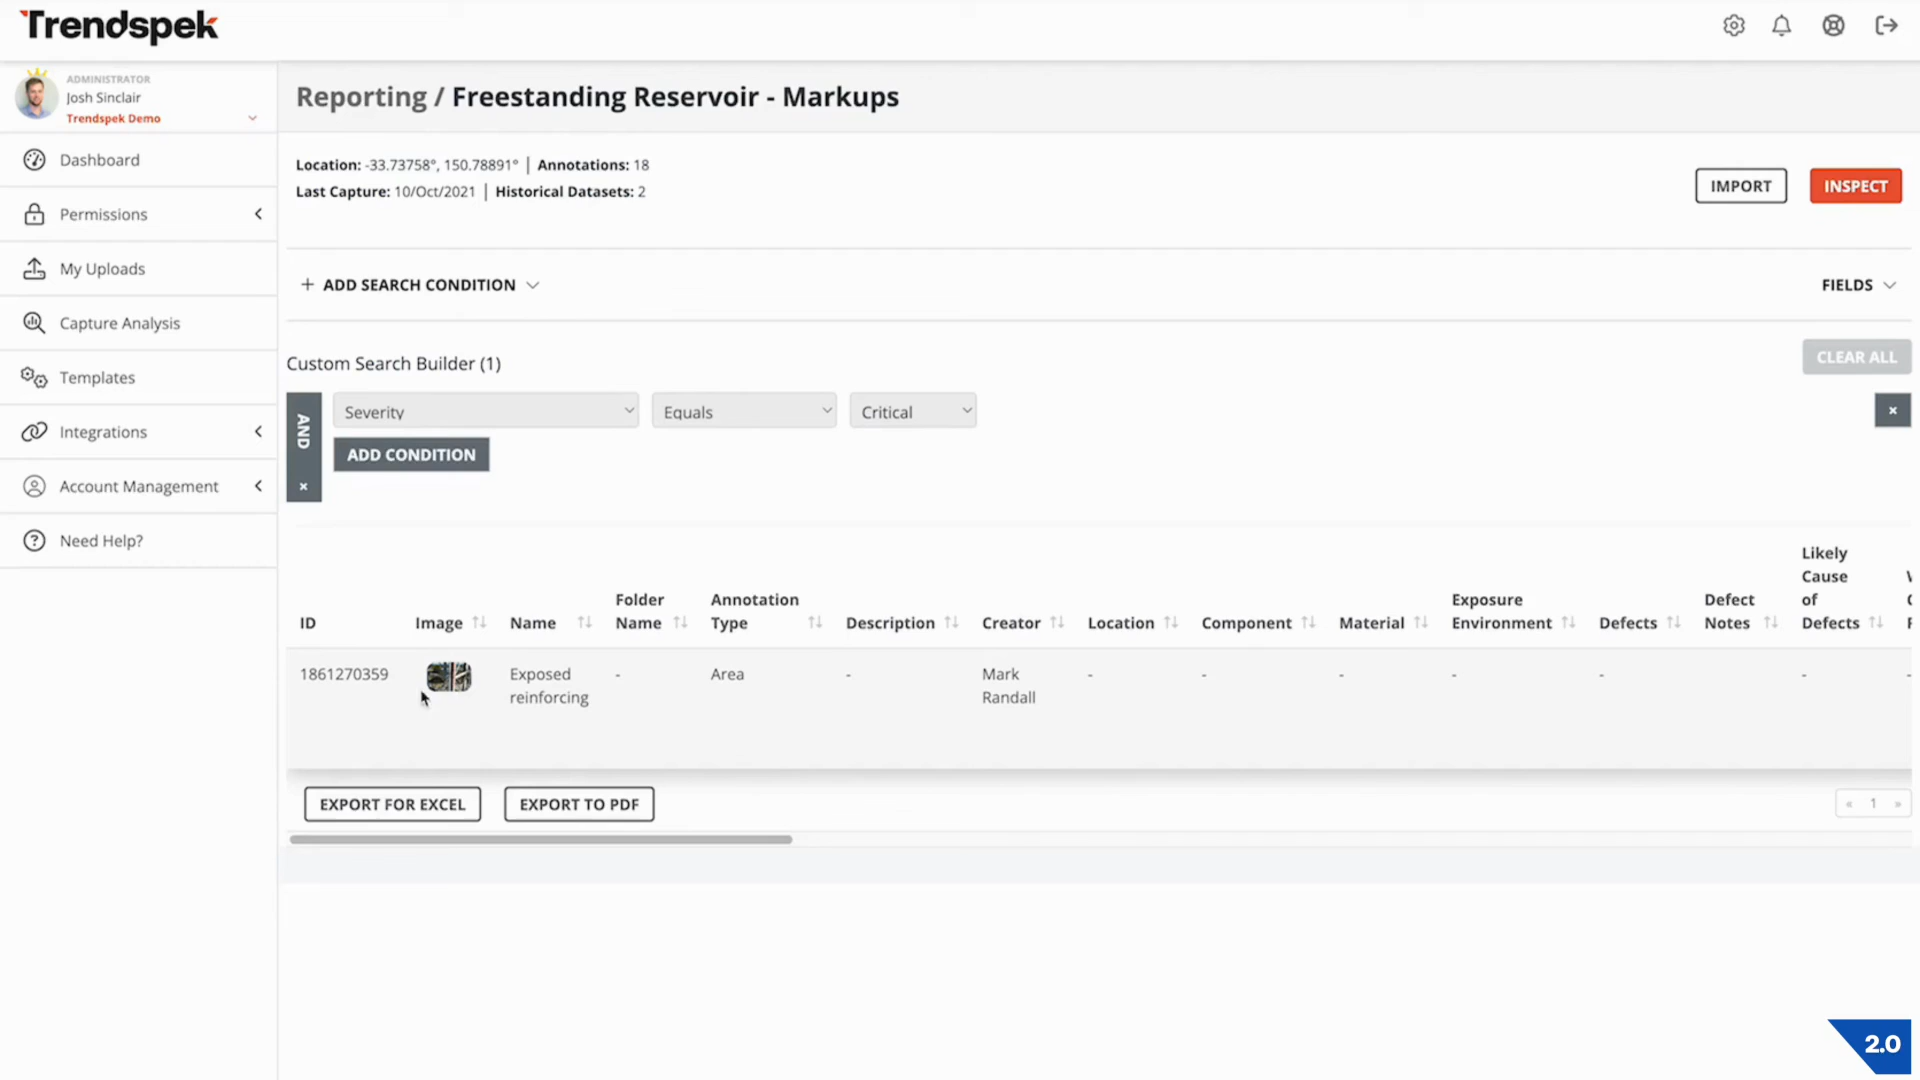 Trendspek
ADMINISTRATOR
Josh Sinclair
Trendspek Demo
Dashboard
Permissions
My Uploads
Capture Analysis
Templates
Integrations
Account Management
Need Help?
Reporting / Freestanding Reservoir - Markups
Location: -33.73758°, 150.78891° | Annotations: 18
Last Capture: 10/Oct/2021 | Historical Datasets: 2
IMPORT
INSPECT
+ ADD SEARCH CONDITION
FIELDS
Custom Search Builder (1)
CLEAR ALL
AND
×
Severity
Equals
Critical
×
ADD CONDITION
ID
Image
Name
Folder
Name
Annotation
Type
Description
Creator
Location
Component
Material
Exposure
Environment
Defects
Defect
Notes
Likely
Cause
of
Defects
1861270359
Exposed
reinforcing
-
Area
-
Mark
Randall
-
-
-
-
-
-
-
EXPORT FOR EXCEL
EXPORT TO PDF
« 1 »
2.0